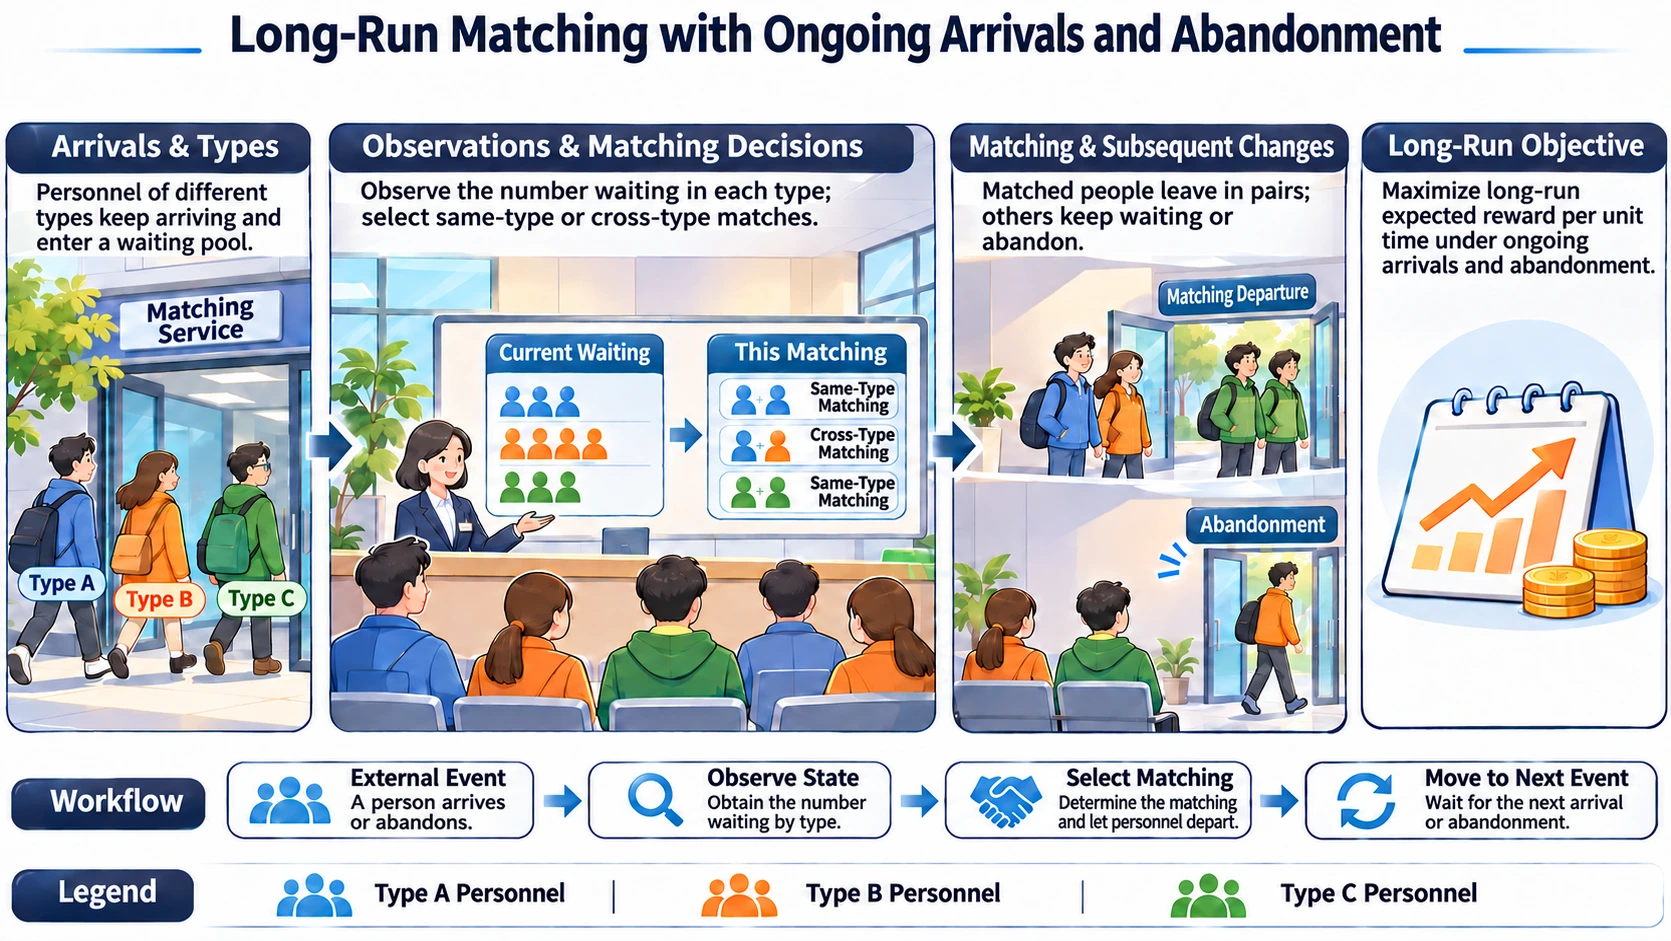 Long-Run Matching with Ongoing Arrivals and Abandonment
Arrivals & Types
Personnel of different
types keep arriving and
enter a waiting pool.
Matching
Service
Type A
Type B
Type C
Observations & Matching Decisions
Observe the number waiting in each type;
select same-type or cross-type matches.
Current Waiting
This Matching
+
Same-Type
Matching
+
Cross-Type
Matching
+
Same-Type
Matching
Matching & Subsequent Changes
Matched people leave in pairs;
others keep waiting or
abandon.
Matching Departure
Abandonment
Long-Run Objective
Maximize long-run
expected reward per unit
time under ongoing
arrivals and abandonment.
Workflow
External Event
A person arrives
or abandons.
Observe State
Obtain the number
waiting by type.
Select Matching
Determine the matching
and let personnel depart.
Move to Next Event
Wait for the next arrival
or abandonment.
Legend
Type A Personnel
Type B Personnel
Type C Personnel